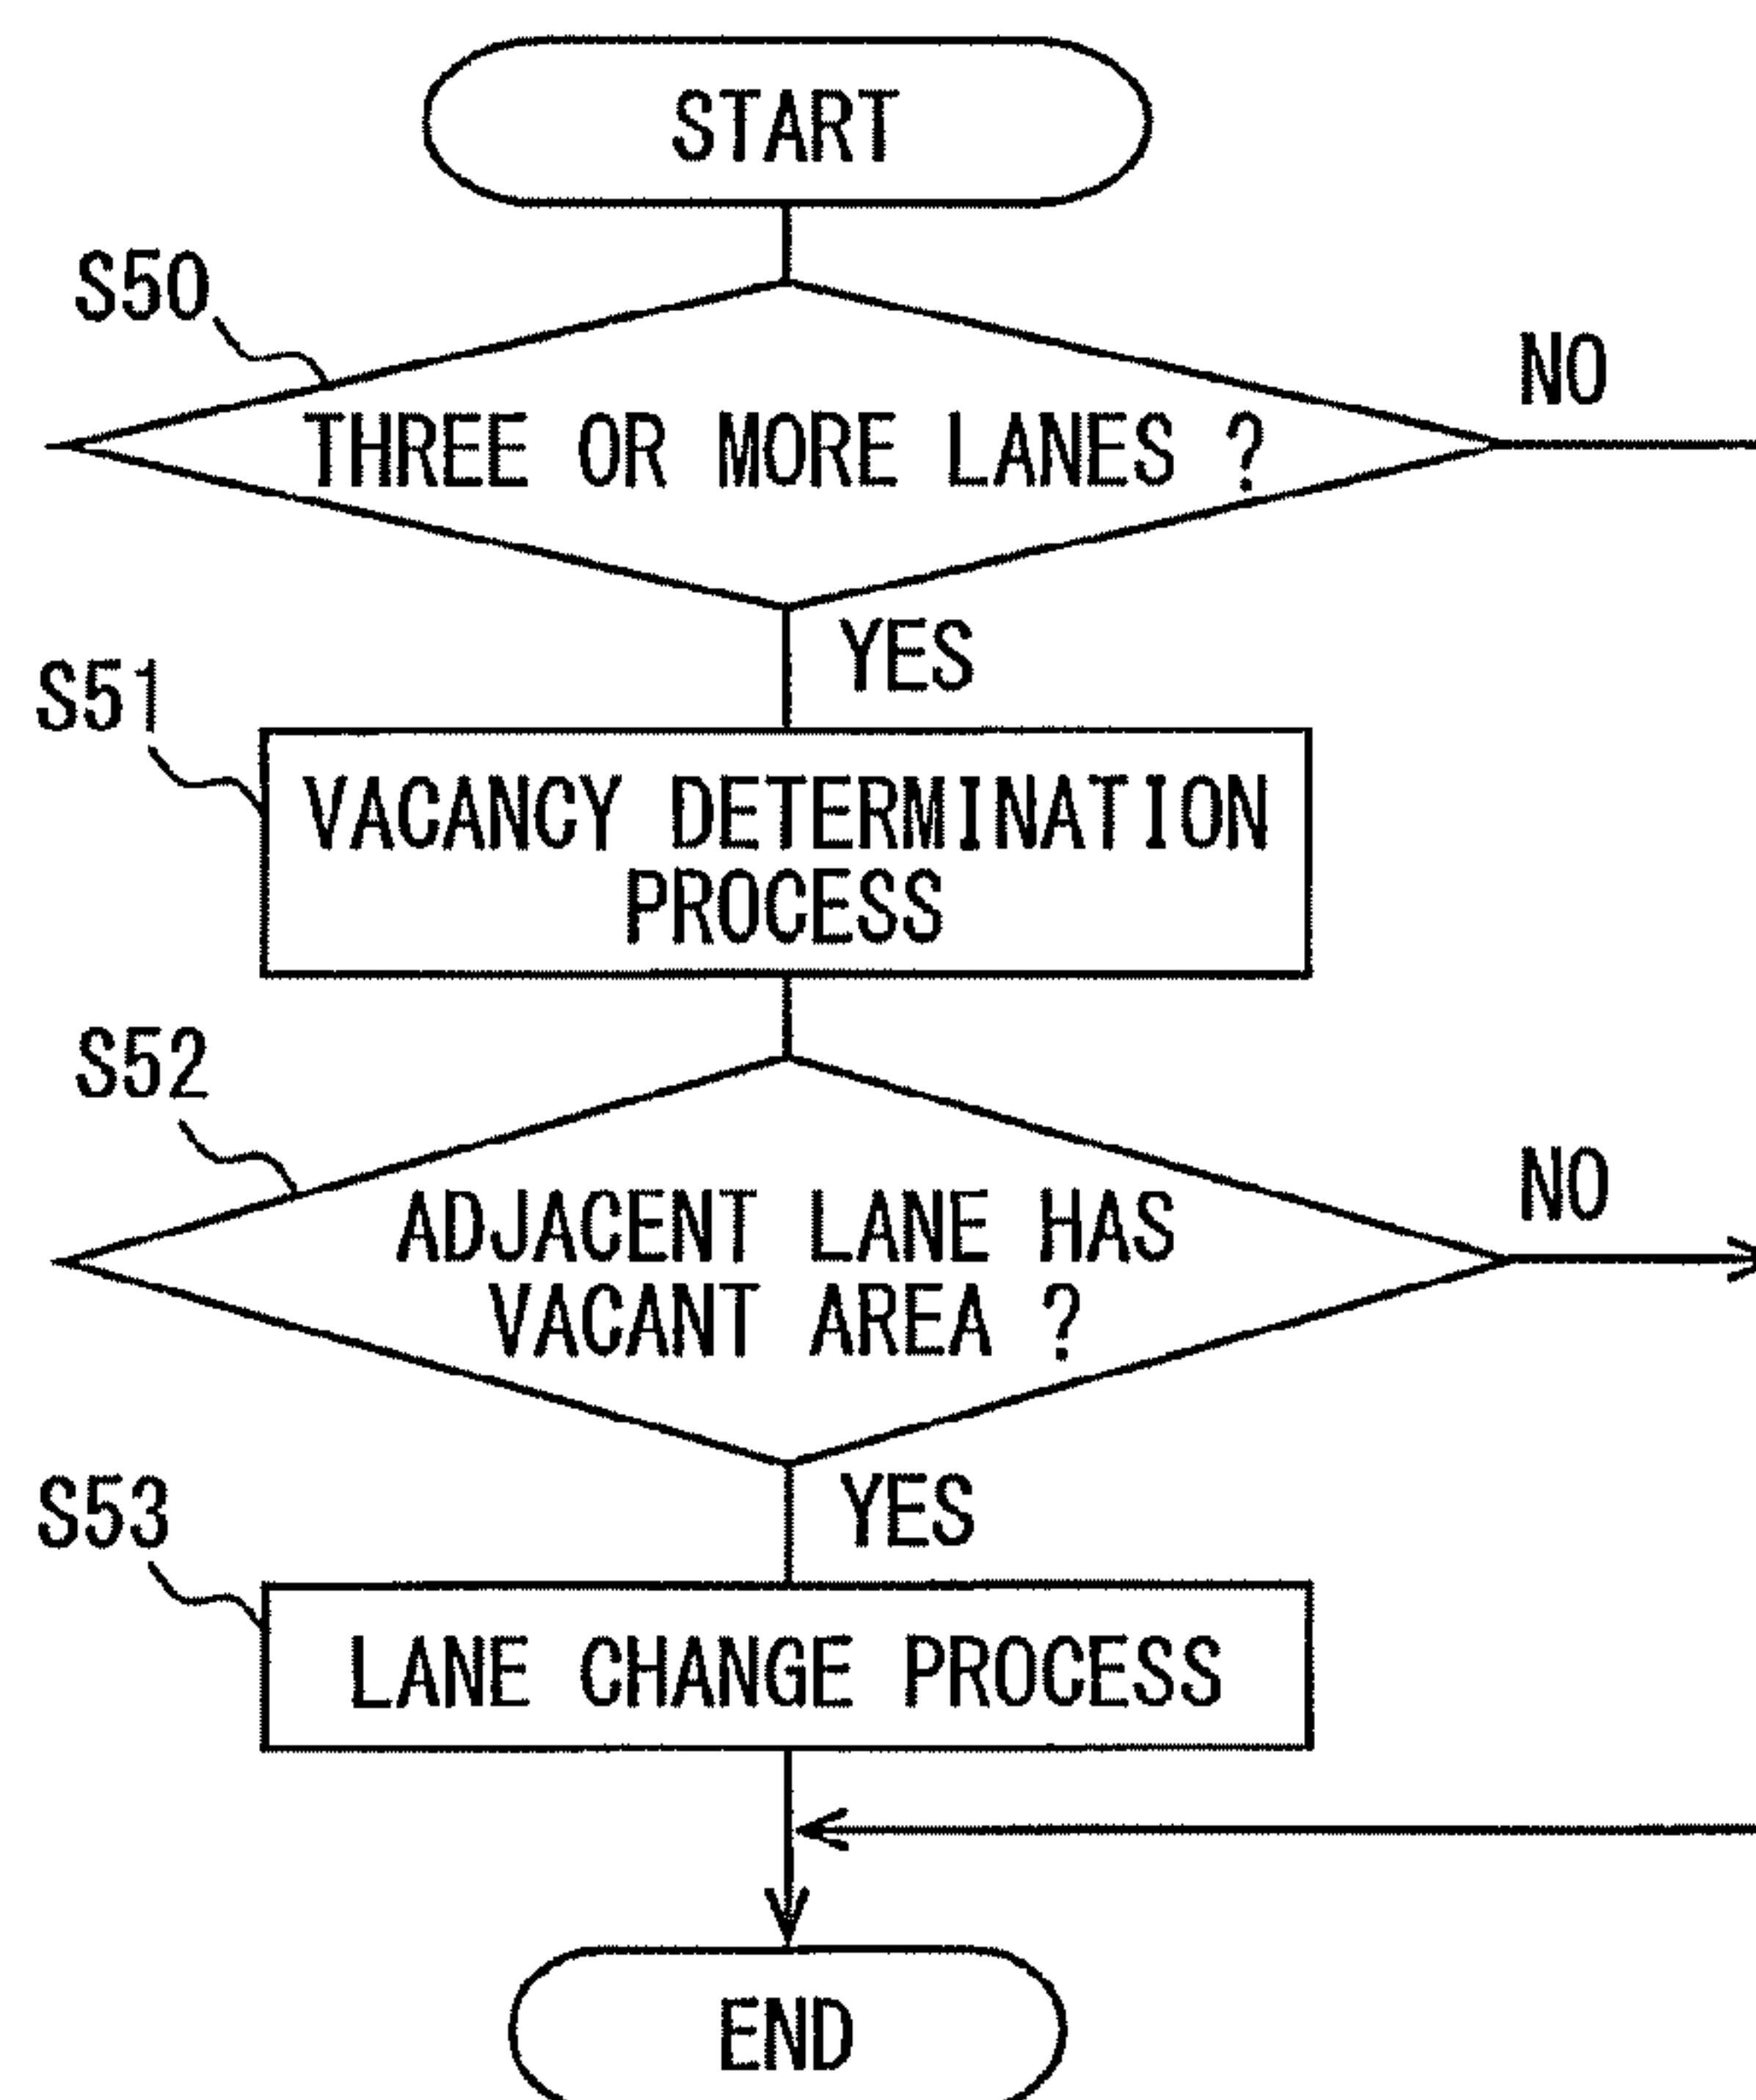 START
S50
NO
THREE OR MORE LANES ?
YES
S51
VACANCY DETERMINATION
PROCESS
S52
NO
ADJACENT LANE HAS
VACANT AREA ?
YES
S53
LANE CHANGE PROCESS
END